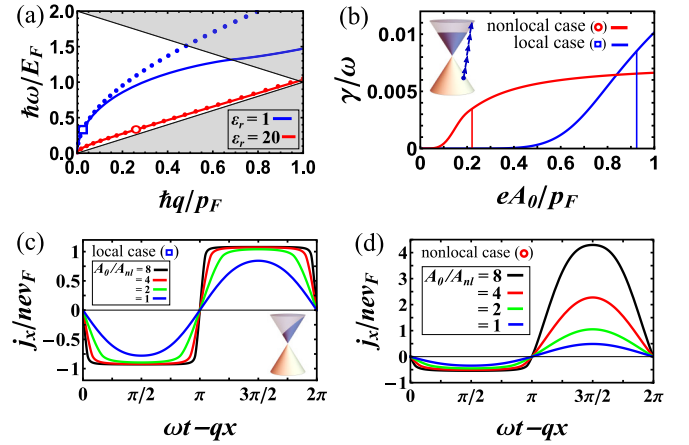 (a)
ħω/E_F
2.0
1.5
1.0
0.5
0.0
0.0 0.2 0.4 0.6 0.8 1.0
ε_r = 1
ε_r = 20
ħq/p_F
(b)
γ/ω
0.01
0.005
0
0 0.2 0.4 0.6 0.8 1
nonlocal case (○)
local case (□)
eA_0/p_F
(c)
j_x/nev_F
1
0.5
0
-0.5
-1
local case (□)
A_0/A_nl = 8
= 4
= 2
= 1
0 π/2 π 3π/2 2π
ωt−qx
(d)
j_x/nev_F
4
3
2
1
0
-1
nonlocal case (○)
A_0/A_nl = 8
= 4
= 2
= 1
0 π/2 π 3π/2 2π
ωt−qx